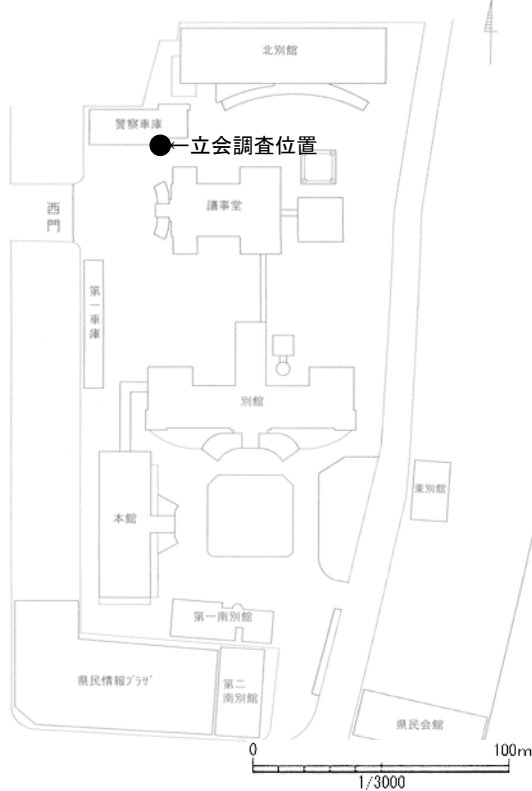 北別館
警察車庫
←立会調査位置
議事堂
西門
第一車庫
別館
東別館
本館
第一南別館
県民情報ﾌﾟﾗｻﾞ
第二
南別館
県民会館
0 100m
1/3000